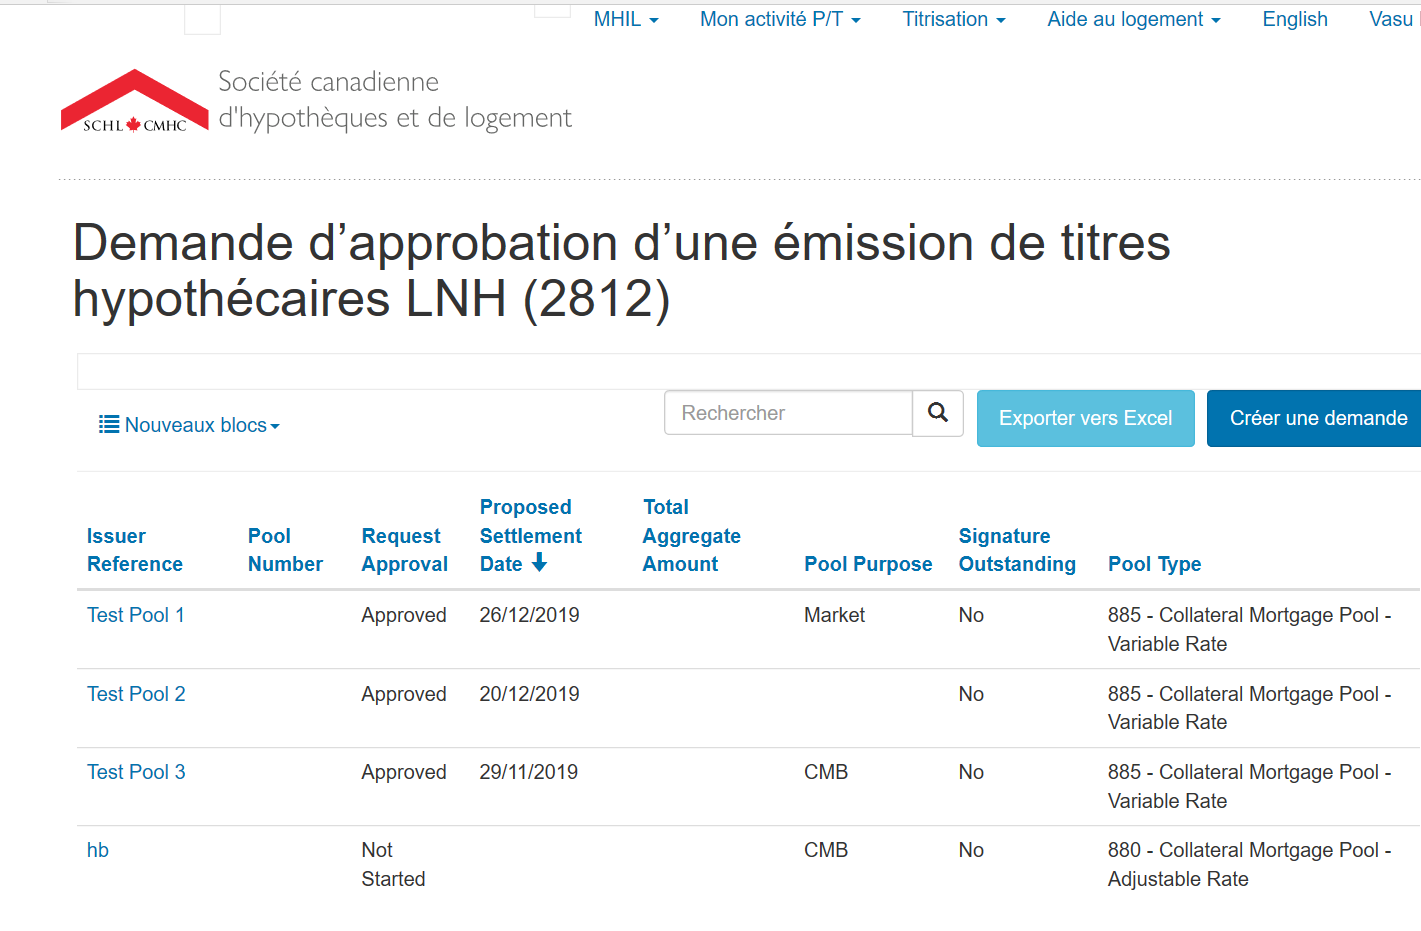 MHIL Mon activité P/T Titrisation Aide au logement English Vasu
Société canadienne
d'hypothèques et de logement
SCHL CMHC
Demande d’approbation d’une émission de titres
hypothécaires LNH (2812)
Nouveaux blocs
Rechercher
Exporter vers Excel
Créer une demande
Issuer Reference
Pool Number
Request Approval
Proposed Settlement Date
Total Aggregate Amount
Pool Purpose
Signature Outstanding
Pool Type
Test Pool 1 Approved 26/12/2019 Market No 885 - Collateral Mortgage Pool -
Variable Rate
Test Pool 2 Approved 20/12/2019 No 885 - Collateral Mortgage Pool -
Variable Rate
Test Pool 3 Approved 29/11/2019 CMB No 885 - Collateral Mortgage Pool -
Variable Rate
hb Not Started CMB No 880 - Collateral Mortgage Pool -
Adjustable Rate